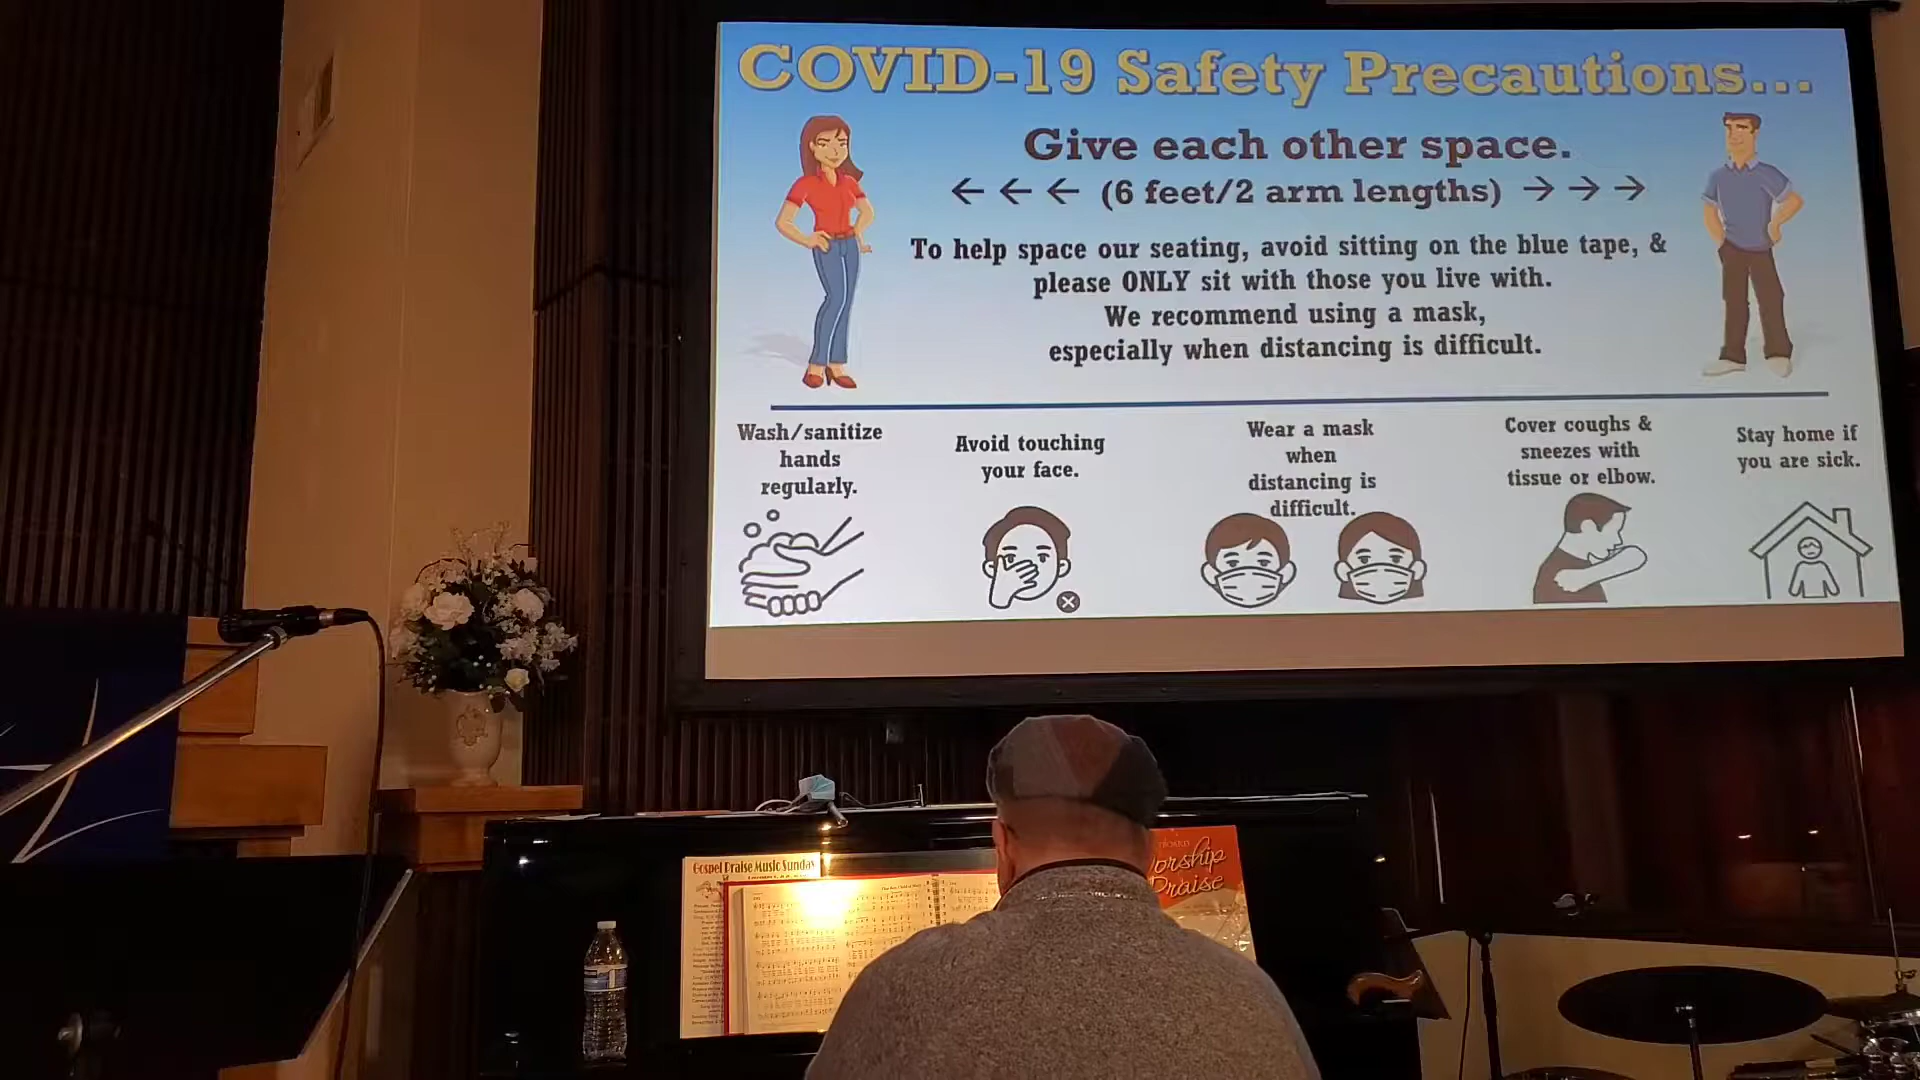 COVID-19 Safety Precautions...
Give each other space.
← ← ← (6 feet/2 arm lengths) → → →
To help space our seating, avoid sitting on the blue tape, &
please ONLY sit with those you live with.
We recommend using a mask,
especially when distancing is difficult.
Wash/sanitize
hands
regularly.
Avoid touching
your face.
Wear a mask
when
distancing is
difficult.
Cover coughs &
sneezes with
tissue or elbow.
Stay home if
you are sick.
Gospel Praise Music Sunday
Worship
Praise